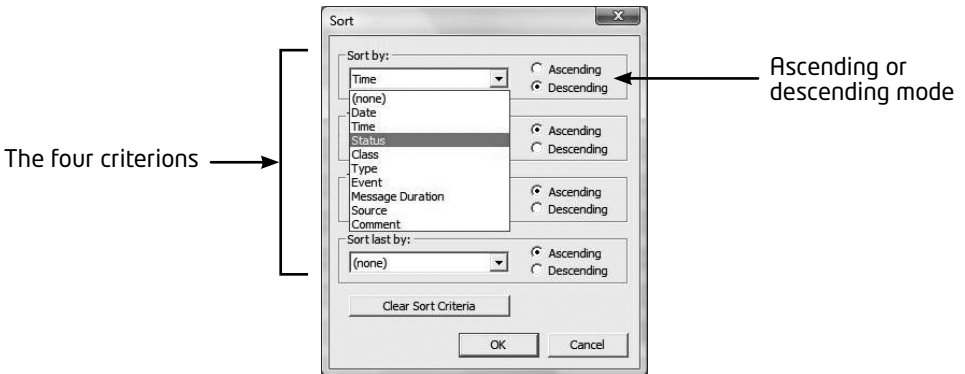 Sort
X
Sort by:
Time
Ascending
Descending
(none)
Date
Time
Status
Class
Type
Event
Message Duration
Source
Comment
Ascending
Descending
Ascending
Descending
Sort last by:
(none)
Ascending
Descending
Clear Sort Criteria
OK
Cancel
The four criterions
Ascending or
descending mode